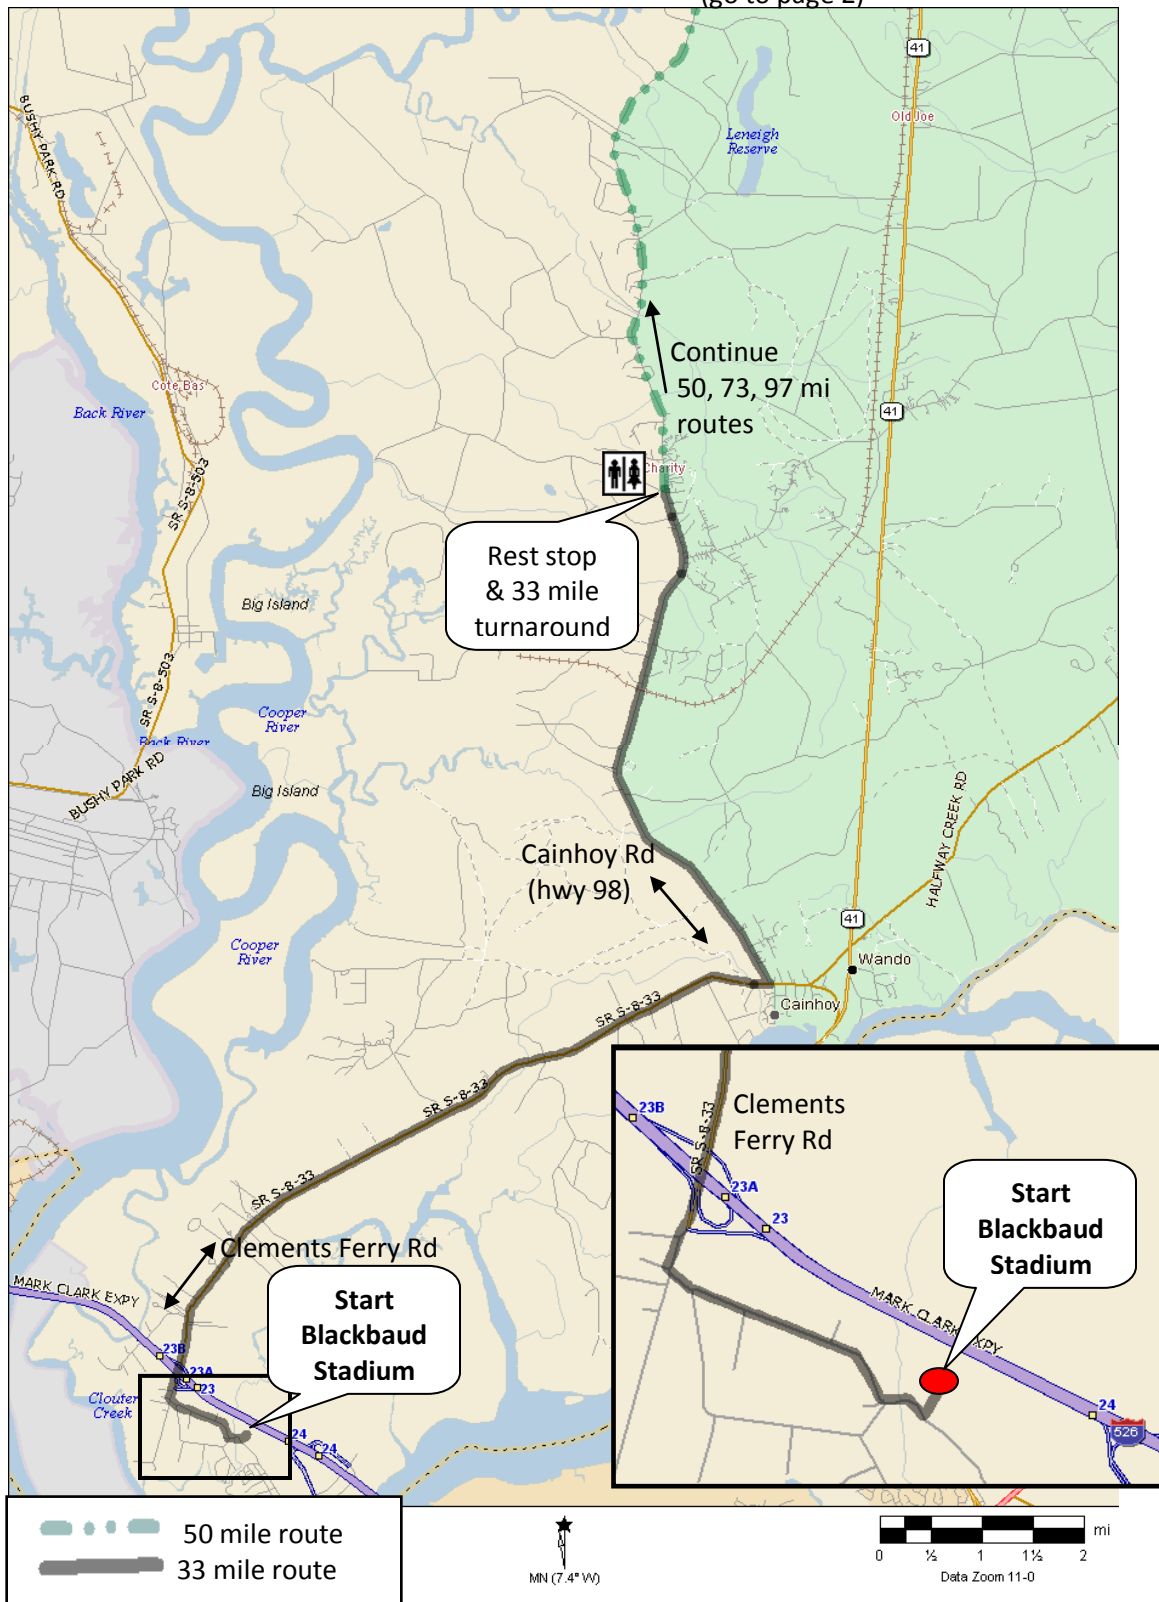 (go to page 2)
41
BUSHY PARK RD
Leneigh
Reserve
Old Joe
Continue
50, 73, 97 mi
routes
Cote Bas
Back River
41
Charity
SR S-8-503
Rest stop
& 33 mile
turnaround
Big Island
SR S-8-503
Cooper
River
Back River
BUSHY PARK RD
Big Island
HALFWAY CREEK RD
Cainhoy Rd
(hwy 98)
41
Cooper
River
Wando
Cainhoy
SR S-8-33
SR S-8-33
SR S-8-33
Clements Ferry Rd
MARK CLARK EXPY
Start
Blackbaud
Stadium
23B
23A
23
Clouter
Creek
24
24
23B
SR S-8-33
Clements
Ferry Rd
23A
23
Start
Blackbaud
Stadium
MARK CLARK EXPY
24
526
50 mile route
33 mile route
MN (7.4° W)
mi
0 ½ 1 1½ 2
Data Zoom 11-0